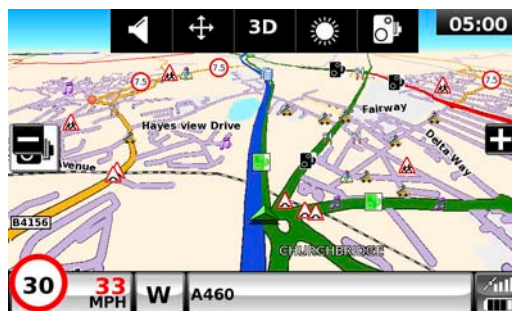 3D
05:00
7.5
7.5
7.5
Fairway
Hayes view Drive
Delta Way
venue
B4156
CHURCHBRIDGE
30
33
MPH
W
A460